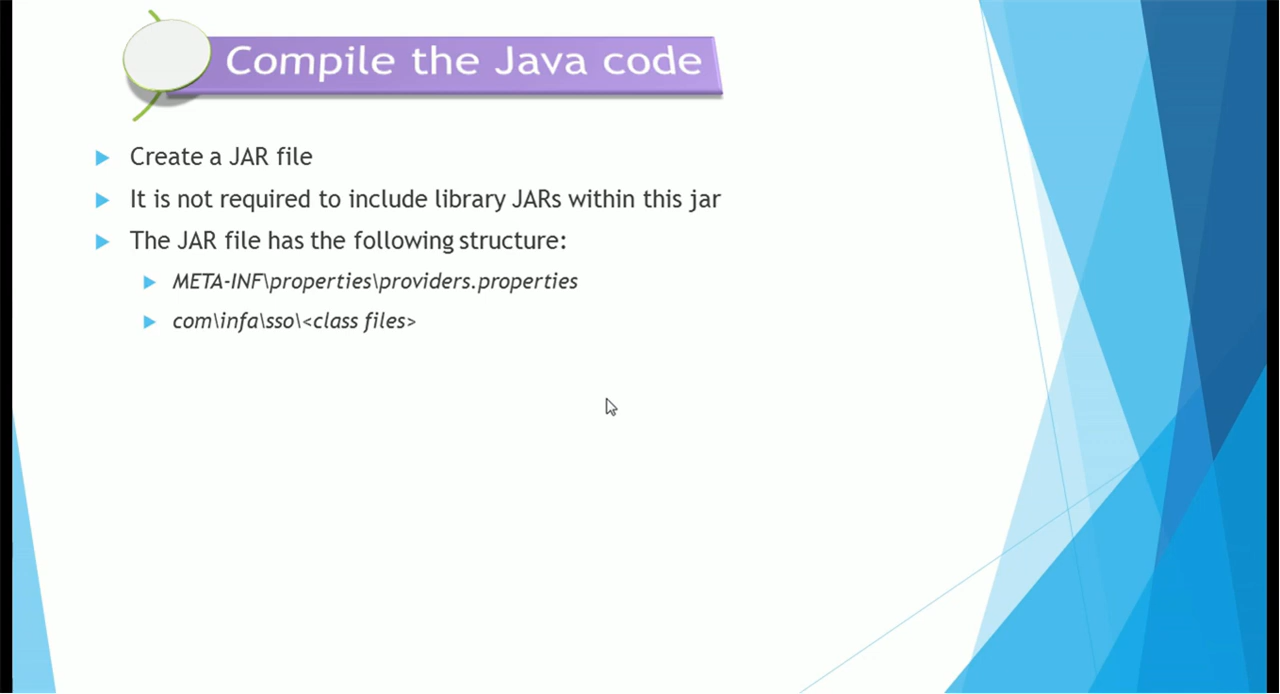 Compile the Java code
Create a JAR file
It is not required to include library JARs within this jar
The JAR file has the following structure:
META-INF\properties\providers.properties
com\infa\sso\<class files>